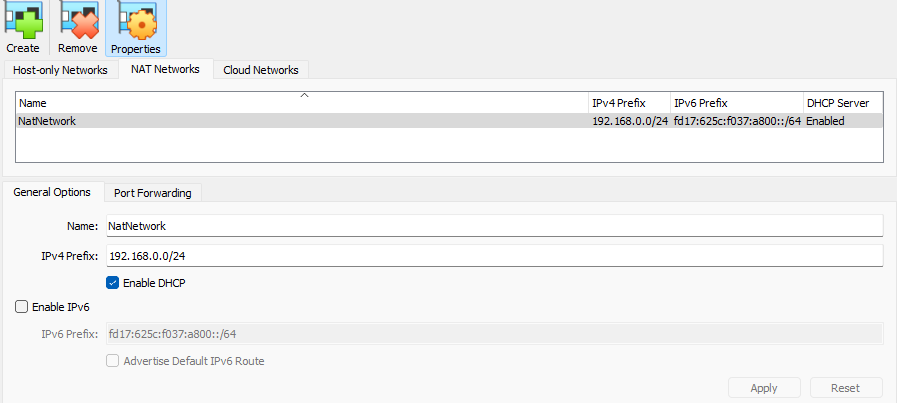 Create Remove Properties
Host-only Networks NAT Networks Cloud Networks
Name IPv4 Prefix IPv6 Prefix DHCP Server
NatNetwork 192.168.0.0/24 fd17:625c:f037:a800::/64 Enabled
General Options Port Forwarding
Name: NatNetwork
IPv4 Prefix: 192.168.0.0/24
Enable DHCP
Enable IPv6
IPv6 Prefix: fd17:625c:f037:a800::/64
Advertise Default IPv6 Route
Apply Reset